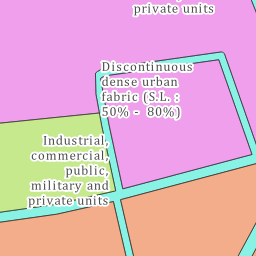 private units
Discontinuous
dense urban
fabric (S.L. :
50% - 80%)
Industrial,
commercial,
public,
military and
private units